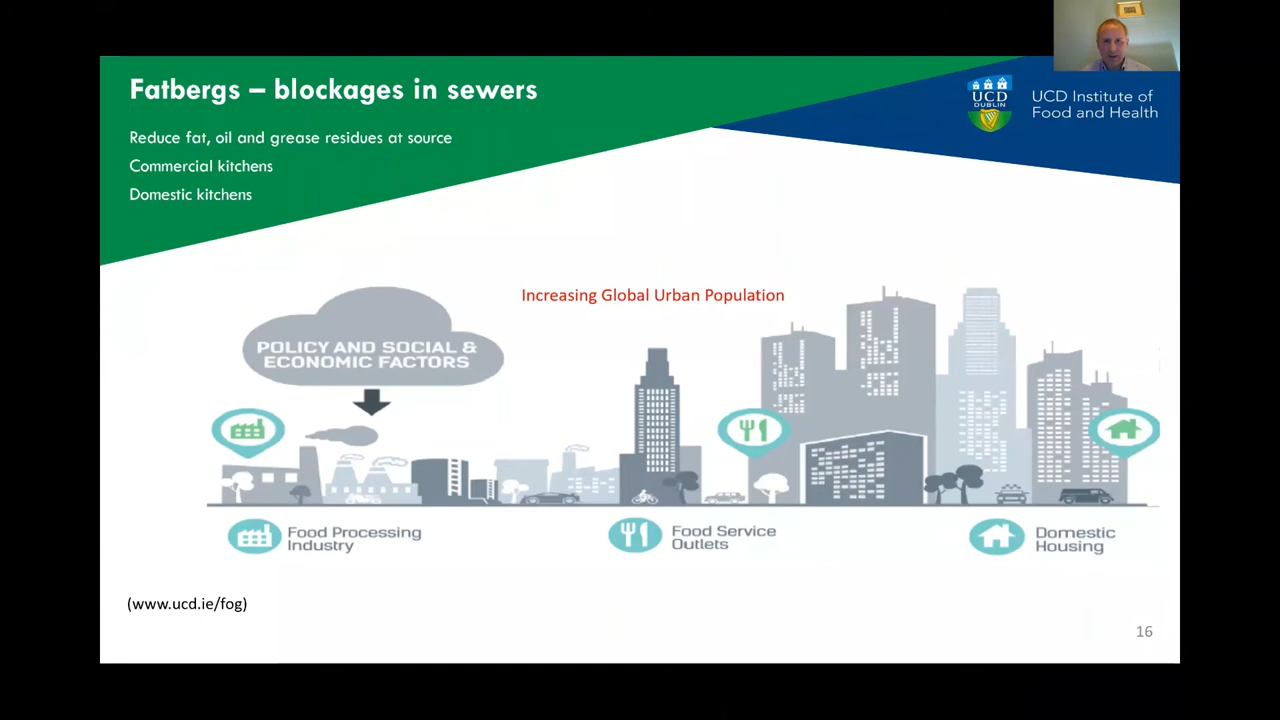 Fatbergs – blockages in sewers
Reduce fat, oil and grease residues at source
Commercial kitchens
Domestic kitchens
UCD
DUBLIN
UCD Institute of
Food and Health
Increasing Global Urban Population
POLICY AND SOCIAL &
ECONOMIC FACTORS
Food Processing
Industry
Food Service
Outlets
Domestic
Housing
(www.ucd.ie/fog)
16